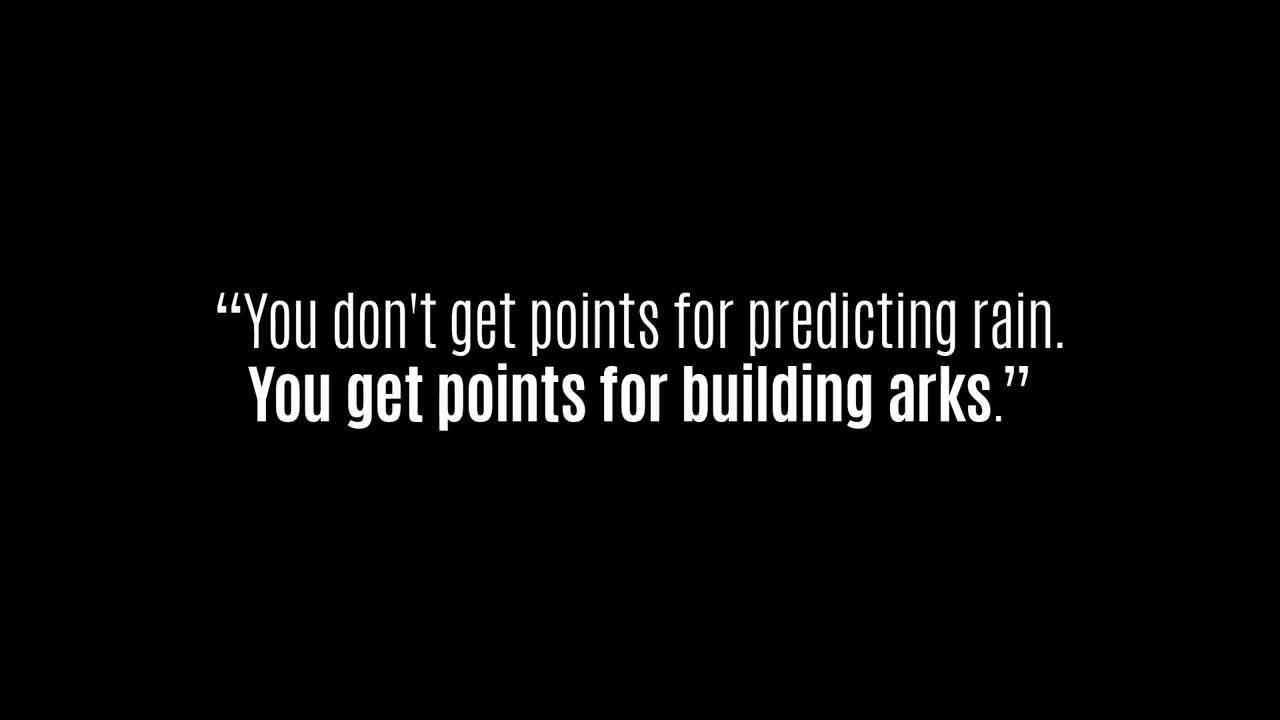 “You don't get points for predicting rain.
You get points for building arks.”